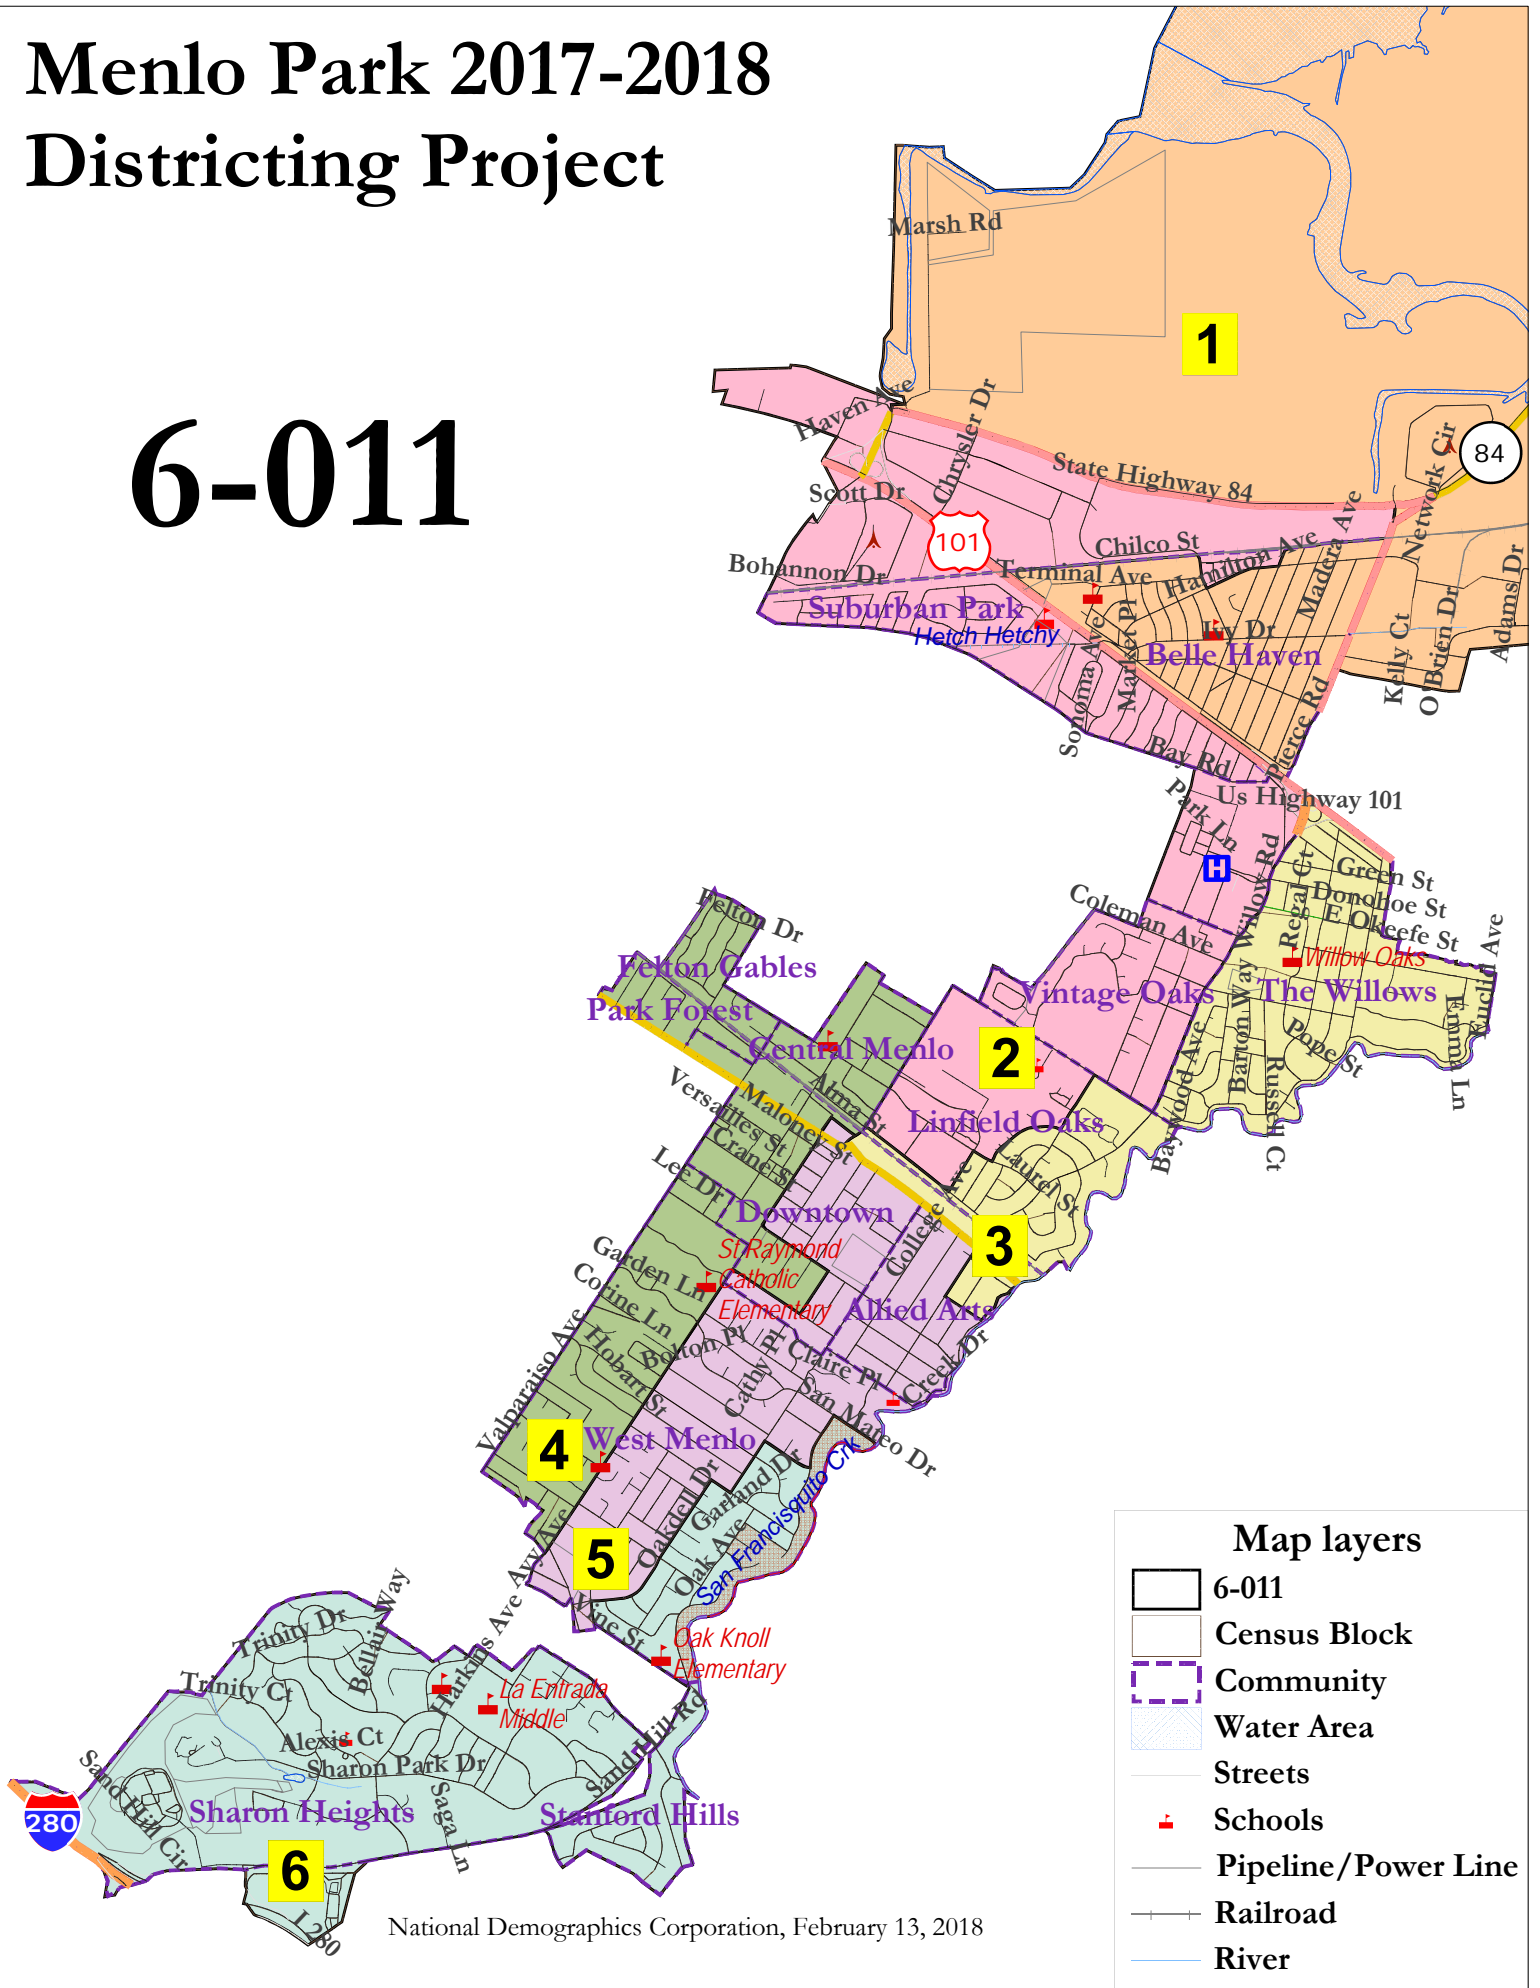 Menlo Park 2017-2018
Districting Project
6-011
Marsh Rd
1
Haven Ave
Chrysler Dr
State Highway 84
Network Cir
84
Scott Dr
101
Chilco St
Hamilton Ave
Madera Ave
Bohannon Dr
Terminal Ave
Adams Dr
Suburban Park
Hetch Hetchy
Market Pl
Ivy Dr
Belle Haven
Kelly Ct
O'Brien Dr
Sonoma Ave
Bay Rd
Pierce Rd
Park Ln
Us Highway 101
H
Willow Rd
Regal Ct
Green St
Donohoe St
E Okeefe St
Felton Dr
Coleman Ave
Euclid Ave
Willow Oaks
Felton Gables
Park Forest
Vintage Oaks
Barton Way
The Willows
Emma Ln
Central Menlo
2
Baywood Ave
Pope St
Russell Ct
Alma St
Maloney St
Versailles St
Crane St
Linfield Oaks
Laurel St
Lee Dr
Downtown
College Ave
3
St Raymond
Catholic
Elementary
Garden Ln
Corine Ln
Allied Arts
Valparaiso Ave
Hobart St
Bolton Pl
Cathy Pl
Claire Pl
Creek Dr
San Mateo Dr
4
West Menlo
Oakdell Dr
Garland Dr
San Francisquito Crk
5
Oak Ave
Avy Ave
Vine St
Oak Knoll
Elementary
Trinity Dr
Bellair Way
Harkins Ave
Trinity Ct
La Entrada
Middle
Alexis Ct
Sharon Park Dr
Sand Hill Rd
Sand Hill Cir
Saga Ln
280
Sharon Heights
Stanford Hills
6
I 280
National Demographics Corporation, February 13, 2018
Map layers
6-011
Census Block
Community
Water Area
Streets
Schools
Pipeline/Power Line
Railroad
River